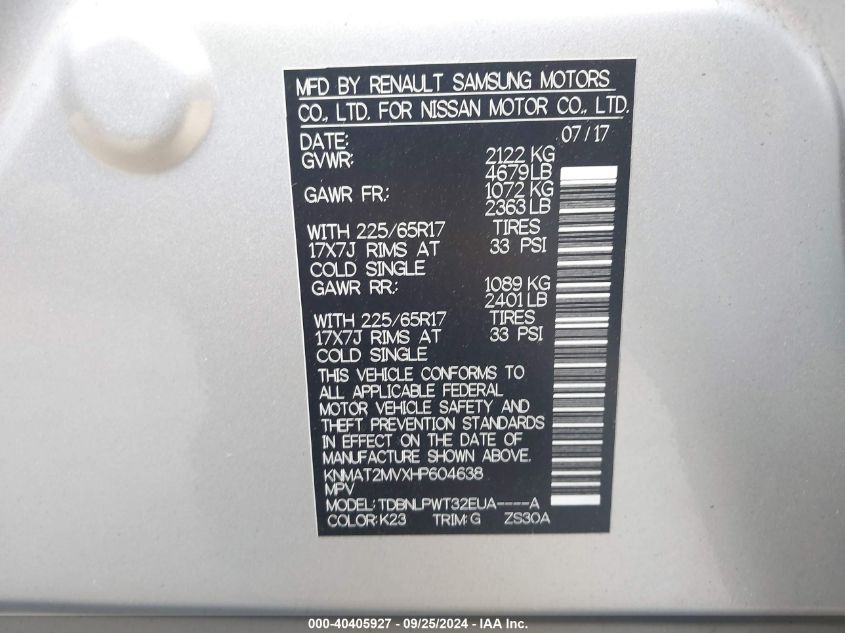 MFD BY RENAULT SAMSUNG MOTORS
CO., LTD. FOR NISSAN MOTOR CO., LTD.
DATE: 07/17
GVWR: 2122 KG
4679 LB
GAWR FR.: 1072 KG
2363 LB
WITH 225/65R17 TIRES
17X7J RIMS AT 33 PSI
COLD SINGLE
GAWR RR.: 1089 KG
2401 LB
WITH 225/65R17 TIRES
17X7J RIMS AT 33 PSI
COLD SINGLE
THIS VEHICLE CONFORMS TO
ALL APPLICABLE FEDERAL
MOTOR VEHICLE SAFETY AND
THEFT PREVENTION STANDARDS
IN EFFECT ON THE DATE OF
MANUFACTURE SHOWN ABOVE.
KNMAT2MVXHP604638
MPV
MODEL: TDBNLPWT32EUA----A
COLOR: K23 TRIM: G ZS30A
000-40405927 - 09/25/2024 - IAA Inc.